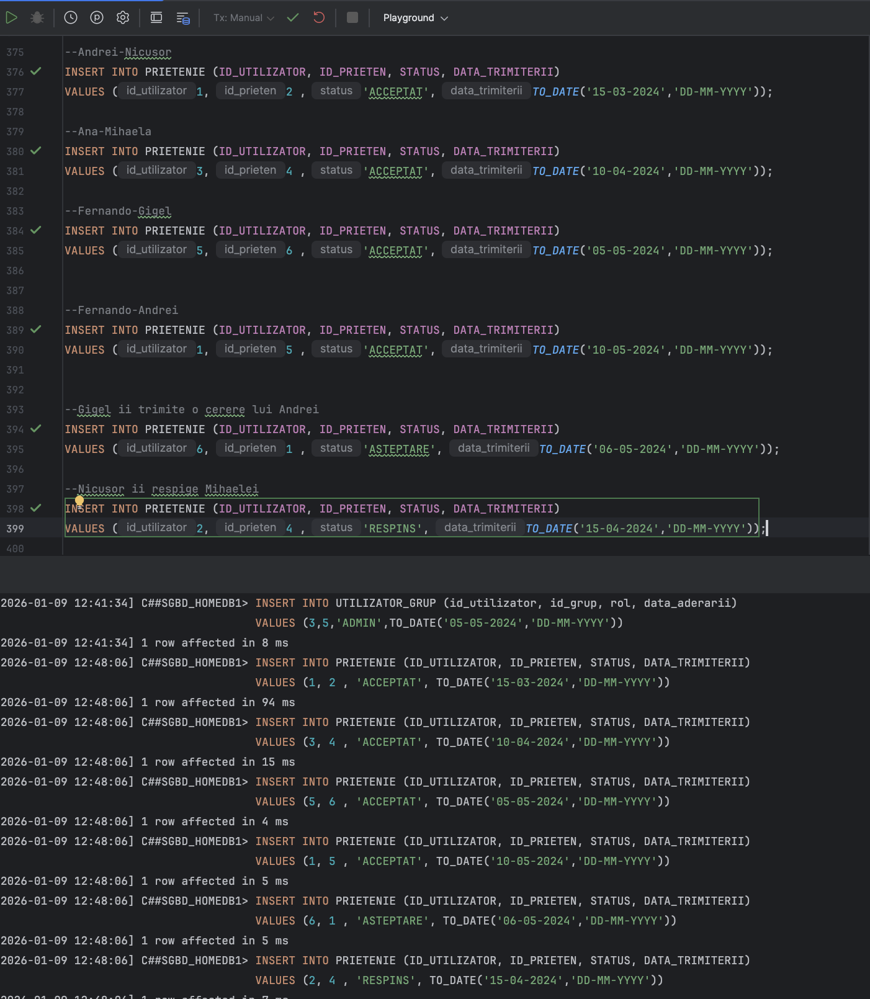 Tx: Manual Playground
375 --Andrei-Nicusor
376 INSERT INTO PRIETENIE (ID_UTILIZATOR, ID_PRIETEN, STATUS, DATA_TRIMITERII)
377 VALUES ( id_utilizator 1, id_prieten 2 , status 'ACCEPTAT', data_trimiterii TO_DATE('15-03-2024','DD-MM-YYYY'));
378
379 --Ana-Mihaela
380 INSERT INTO PRIETENIE (ID_UTILIZATOR, ID_PRIETEN, STATUS, DATA_TRIMITERII)
381 VALUES ( id_utilizator 3, id_prieten 4 , status 'ACCEPTAT', data_trimiterii TO_DATE('10-04-2024','DD-MM-YYYY'));
382
383 --Fernando-Gigel
384 INSERT INTO PRIETENIE (ID_UTILIZATOR, ID_PRIETEN, STATUS, DATA_TRIMITERII)
385 VALUES ( id_utilizator 5, id_prieten 6 , status 'ACCEPTAT', data_trimiterii TO_DATE('05-05-2024','DD-MM-YYYY'));
386
387
388 --Fernando-Andrei
389 INSERT INTO PRIETENIE (ID_UTILIZATOR, ID_PRIETEN, STATUS, DATA_TRIMITERII)
390 VALUES ( id_utilizator 1, id_prieten 5 , status 'ACCEPTAT', data_trimiterii TO_DATE('10-05-2024','DD-MM-YYYY'));
391
392
393 --Gigel ii trimite o cerere lui Andrei
394 INSERT INTO PRIETENIE (ID_UTILIZATOR, ID_PRIETEN, STATUS, DATA_TRIMITERII)
395 VALUES ( id_utilizator 6, id_prieten 1 , status 'ASTEPTARE', data_trimiterii TO_DATE('06-05-2024','DD-MM-YYYY'));
396
397 --Nicusor ii respige Mihaelei
398 INSERT INTO PRIETENIE (ID_UTILIZATOR, ID_PRIETEN, STATUS, DATA_TRIMITERII)
399 VALUES ( id_utilizator 2, id_prieten 4 , status 'RESPINS', data_trimiterii TO_DATE('15-04-2024','DD-MM-YYYY'));
400
2026-01-09 12:41:34] C##SGBD_HOMEDB1> INSERT INTO UTILIZATOR_GRUP (id_utilizator, id_grup, rol, data_aderarii)
VALUES (3,5,'ADMIN',TO_DATE('05-05-2024','DD-MM-YYYY'))
2026-01-09 12:41:34] 1 row affected in 8 ms
2026-01-09 12:48:06] C##SGBD_HOMEDB1> INSERT INTO PRIETENIE (ID_UTILIZATOR, ID_PRIETEN, STATUS, DATA_TRIMITERII)
VALUES (1, 2 , 'ACCEPTAT', TO_DATE('15-03-2024','DD-MM-YYYY'))
2026-01-09 12:48:06] 1 row affected in 94 ms
2026-01-09 12:48:06] C##SGBD_HOMEDB1> INSERT INTO PRIETENIE (ID_UTILIZATOR, ID_PRIETEN, STATUS, DATA_TRIMITERII)
VALUES (3, 4 , 'ACCEPTAT', TO_DATE('10-04-2024','DD-MM-YYYY'))
2026-01-09 12:48:06] 1 row affected in 15 ms
2026-01-09 12:48:06] C##SGBD_HOMEDB1> INSERT INTO PRIETENIE (ID_UTILIZATOR, ID_PRIETEN, STATUS, DATA_TRIMITERII)
VALUES (5, 6 , 'ACCEPTAT', TO_DATE('05-05-2024','DD-MM-YYYY'))
2026-01-09 12:48:06] 1 row affected in 4 ms
2026-01-09 12:48:06] C##SGBD_HOMEDB1> INSERT INTO PRIETENIE (ID_UTILIZATOR, ID_PRIETEN, STATUS, DATA_TRIMITERII)
VALUES (1, 5 , 'ACCEPTAT', TO_DATE('10-05-2024','DD-MM-YYYY'))
2026-01-09 12:48:06] 1 row affected in 5 ms
2026-01-09 12:48:06] C##SGBD_HOMEDB1> INSERT INTO PRIETENIE (ID_UTILIZATOR, ID_PRIETEN, STATUS, DATA_TRIMITERII)
VALUES (6, 1 , 'ASTEPTARE', TO_DATE('06-05-2024','DD-MM-YYYY'))
2026-01-09 12:48:06] 1 row affected in 5 ms
2026-01-09 12:48:06] C##SGBD_HOMEDB1> INSERT INTO PRIETENIE (ID_UTILIZATOR, ID_PRIETEN, STATUS, DATA_TRIMITERII)
VALUES (2, 4 , 'RESPINS', TO_DATE('15-04-2024','DD-MM-YYYY'))
2026-01-09 12:48:06] 1 row affected in 7 ms